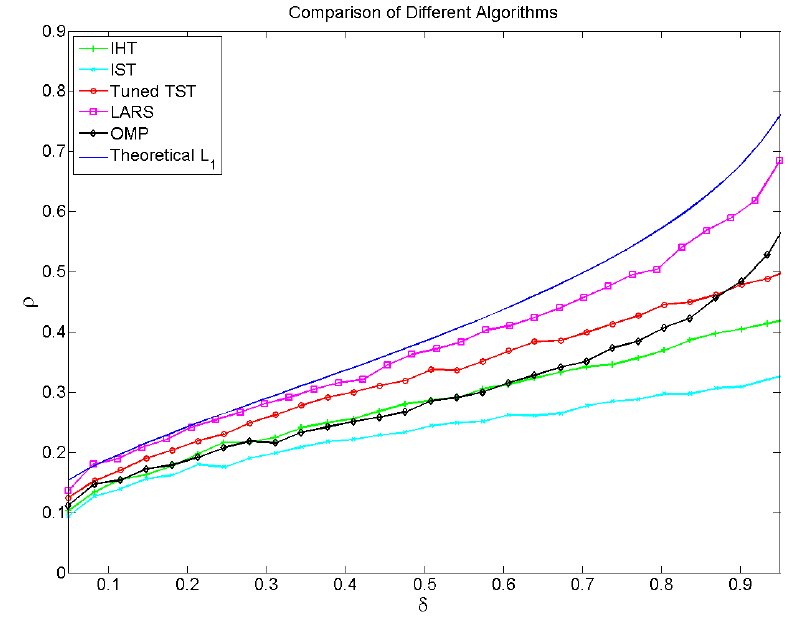 Comparison of Different Algorithms
IHT
IST
Tuned TST
LARS
OMP
Theoretical L1
0.9
0.8
0.7
0.6
0.5
0.4
0.3
0.2
0.1
0
ρ
0.1 0.2 0.3 0.4 0.5 0.6 0.7 0.8 0.9
δ